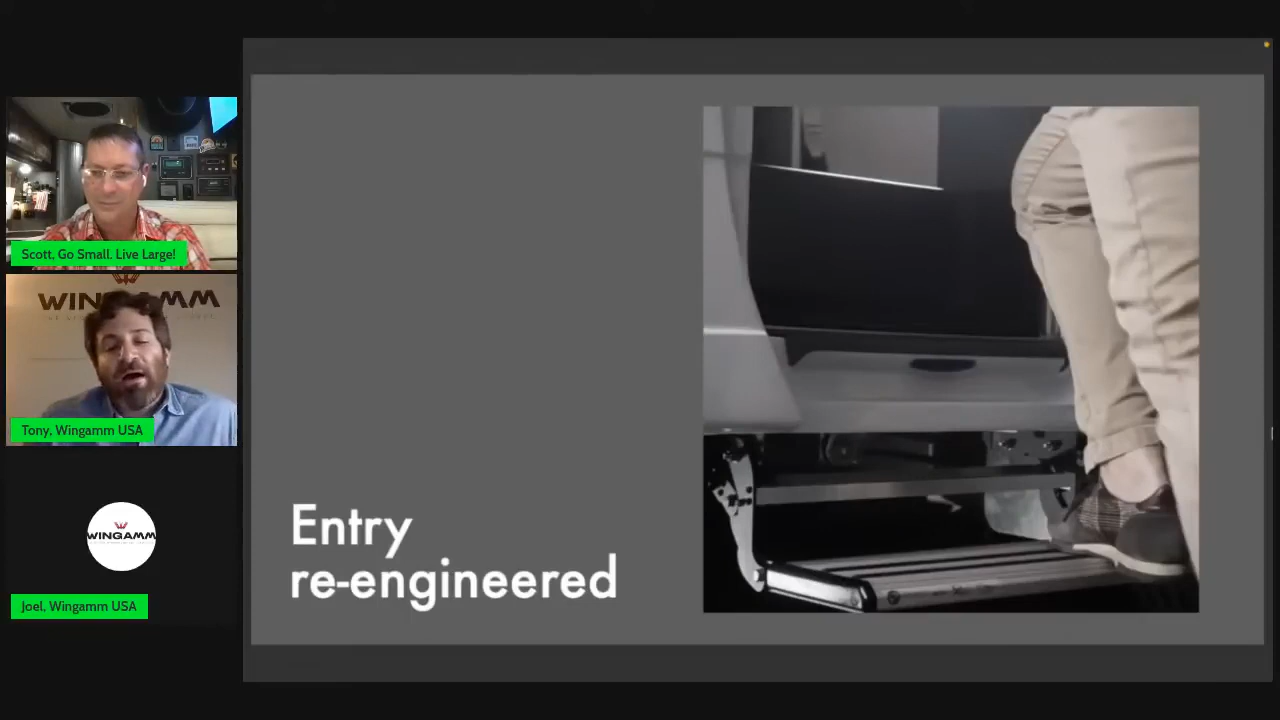 Scott, Go Small. Live Large!
WINGAMM
Tony, Wingamm USA
WINGAMM
Joel, Wingamm USA
Entry
re-engineered